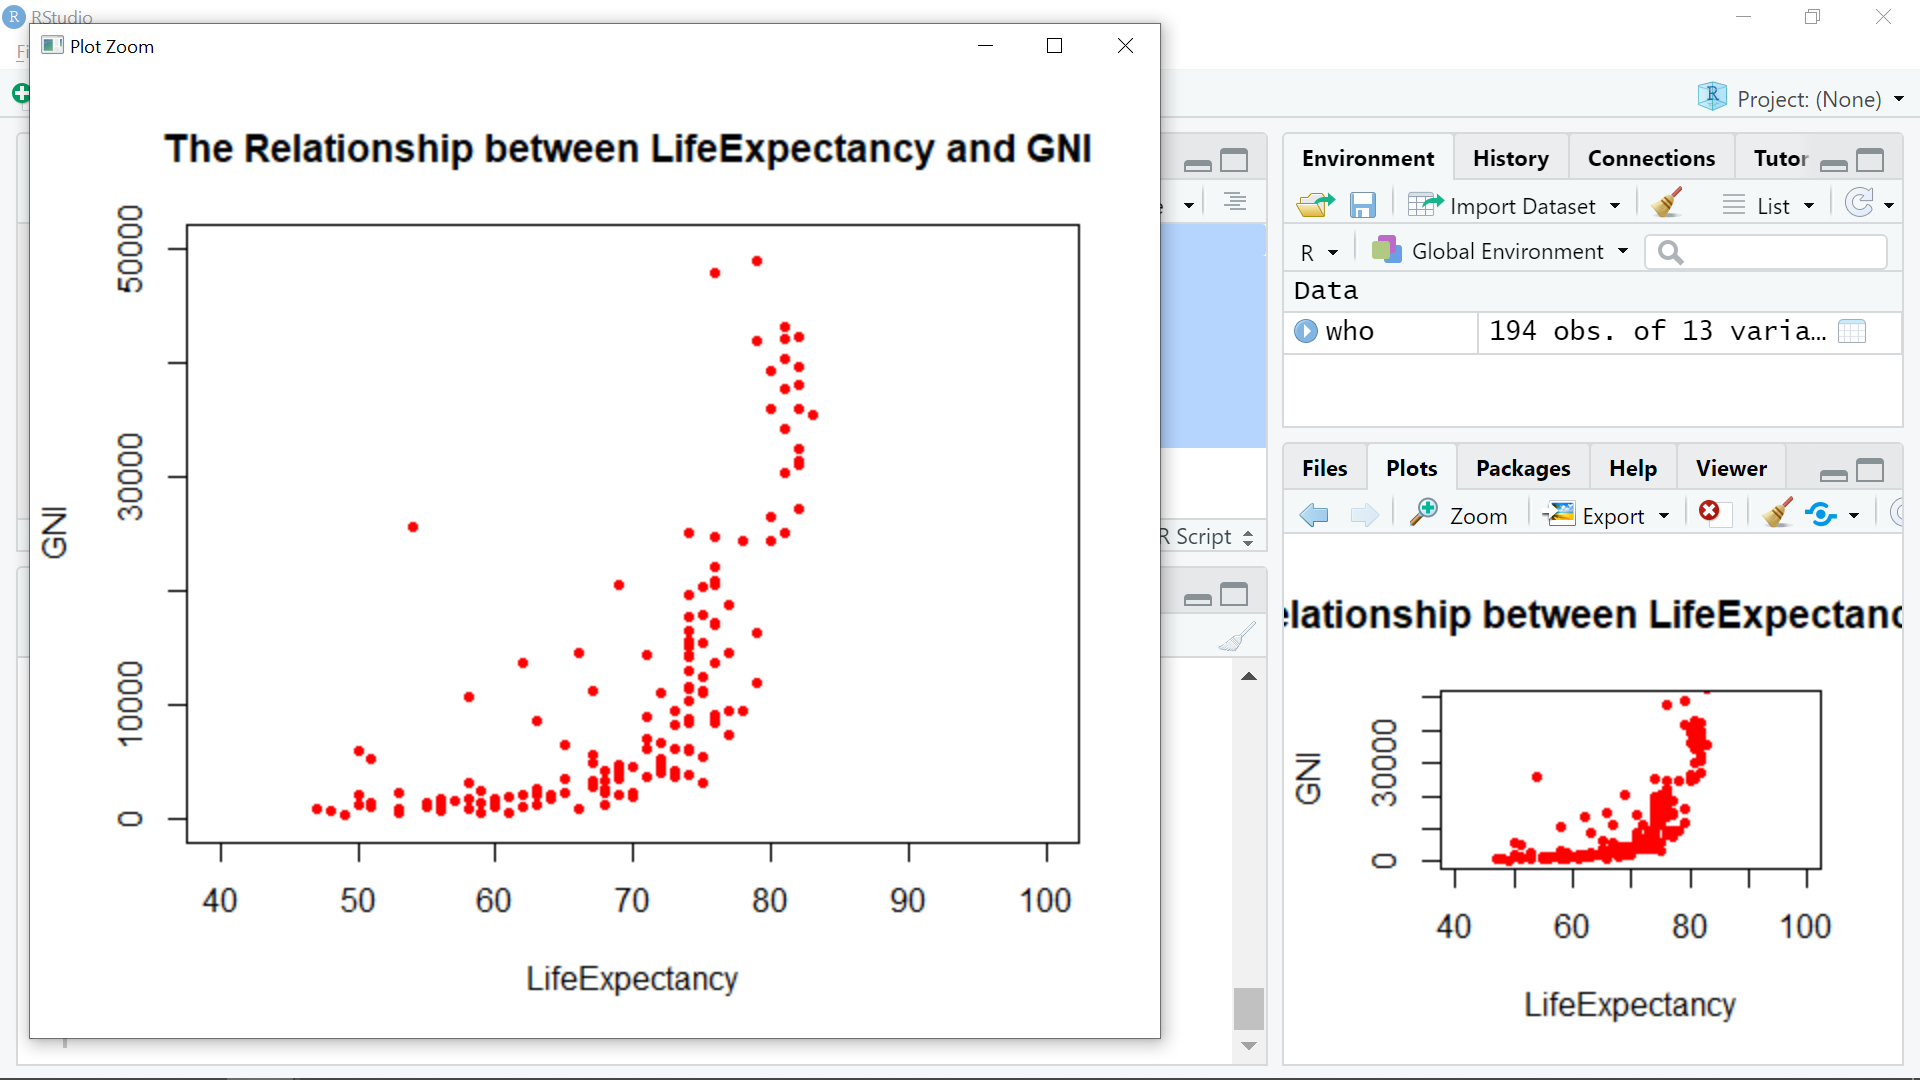 RStudio
Plot Zoom
Project: (None)
The Relationship between LifeExpectancy and GNI
50000
30000
10000
0
GNI
40 50 60 70 80 90 100
LifeExpectancy
R Script
Environment History Connections Tutor
Import Dataset List
R Global Environment
Data
who 194 obs. of 13 varia…
Files Plots Packages Help Viewer
Zoom Export
elationship between LifeExpectanc
30000
0
GNI
40 60 80 100
LifeExpectancy